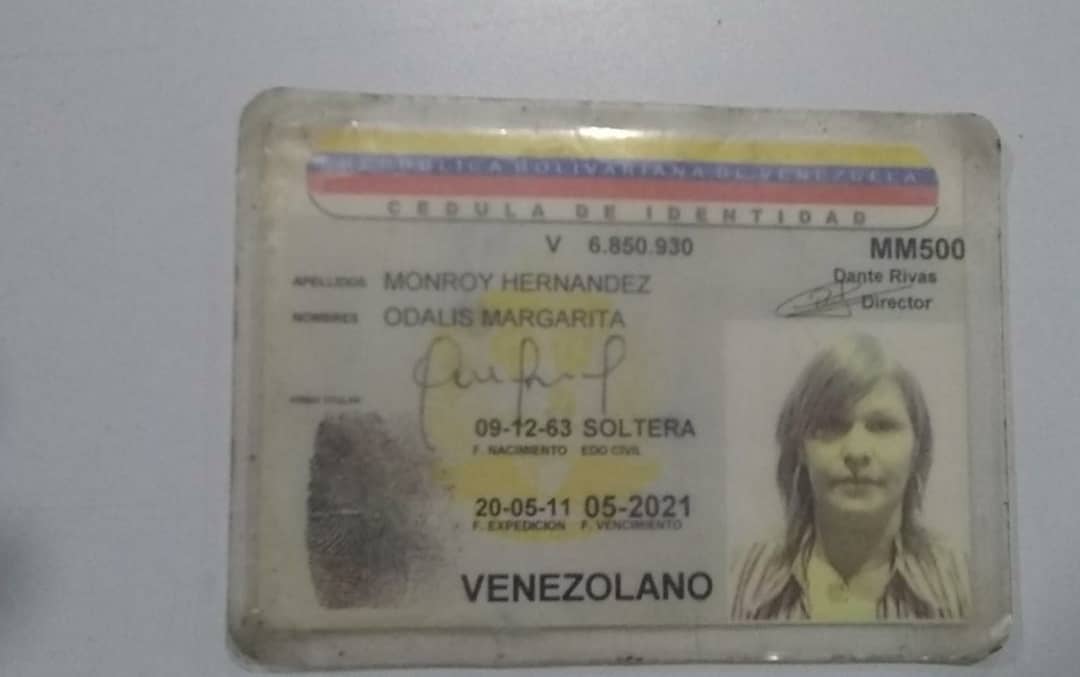 REPUBLICA BOLIVARIANA DE VENEZUELA
CEDULA DE IDENTIDAD
V 6.850.930
MM500
APELLIDOS MONROY HERNANDEZ
Dante Rivas
Director
NOMBRES ODALIS MARGARITA
FIRMA TITULAR
09-12-63 SOLTERA
F. NACIMIENTO EDO CIVIL
20-05-11 05-2021
F. EXPEDICION F. VENCIMIENTO
VENEZOLANO